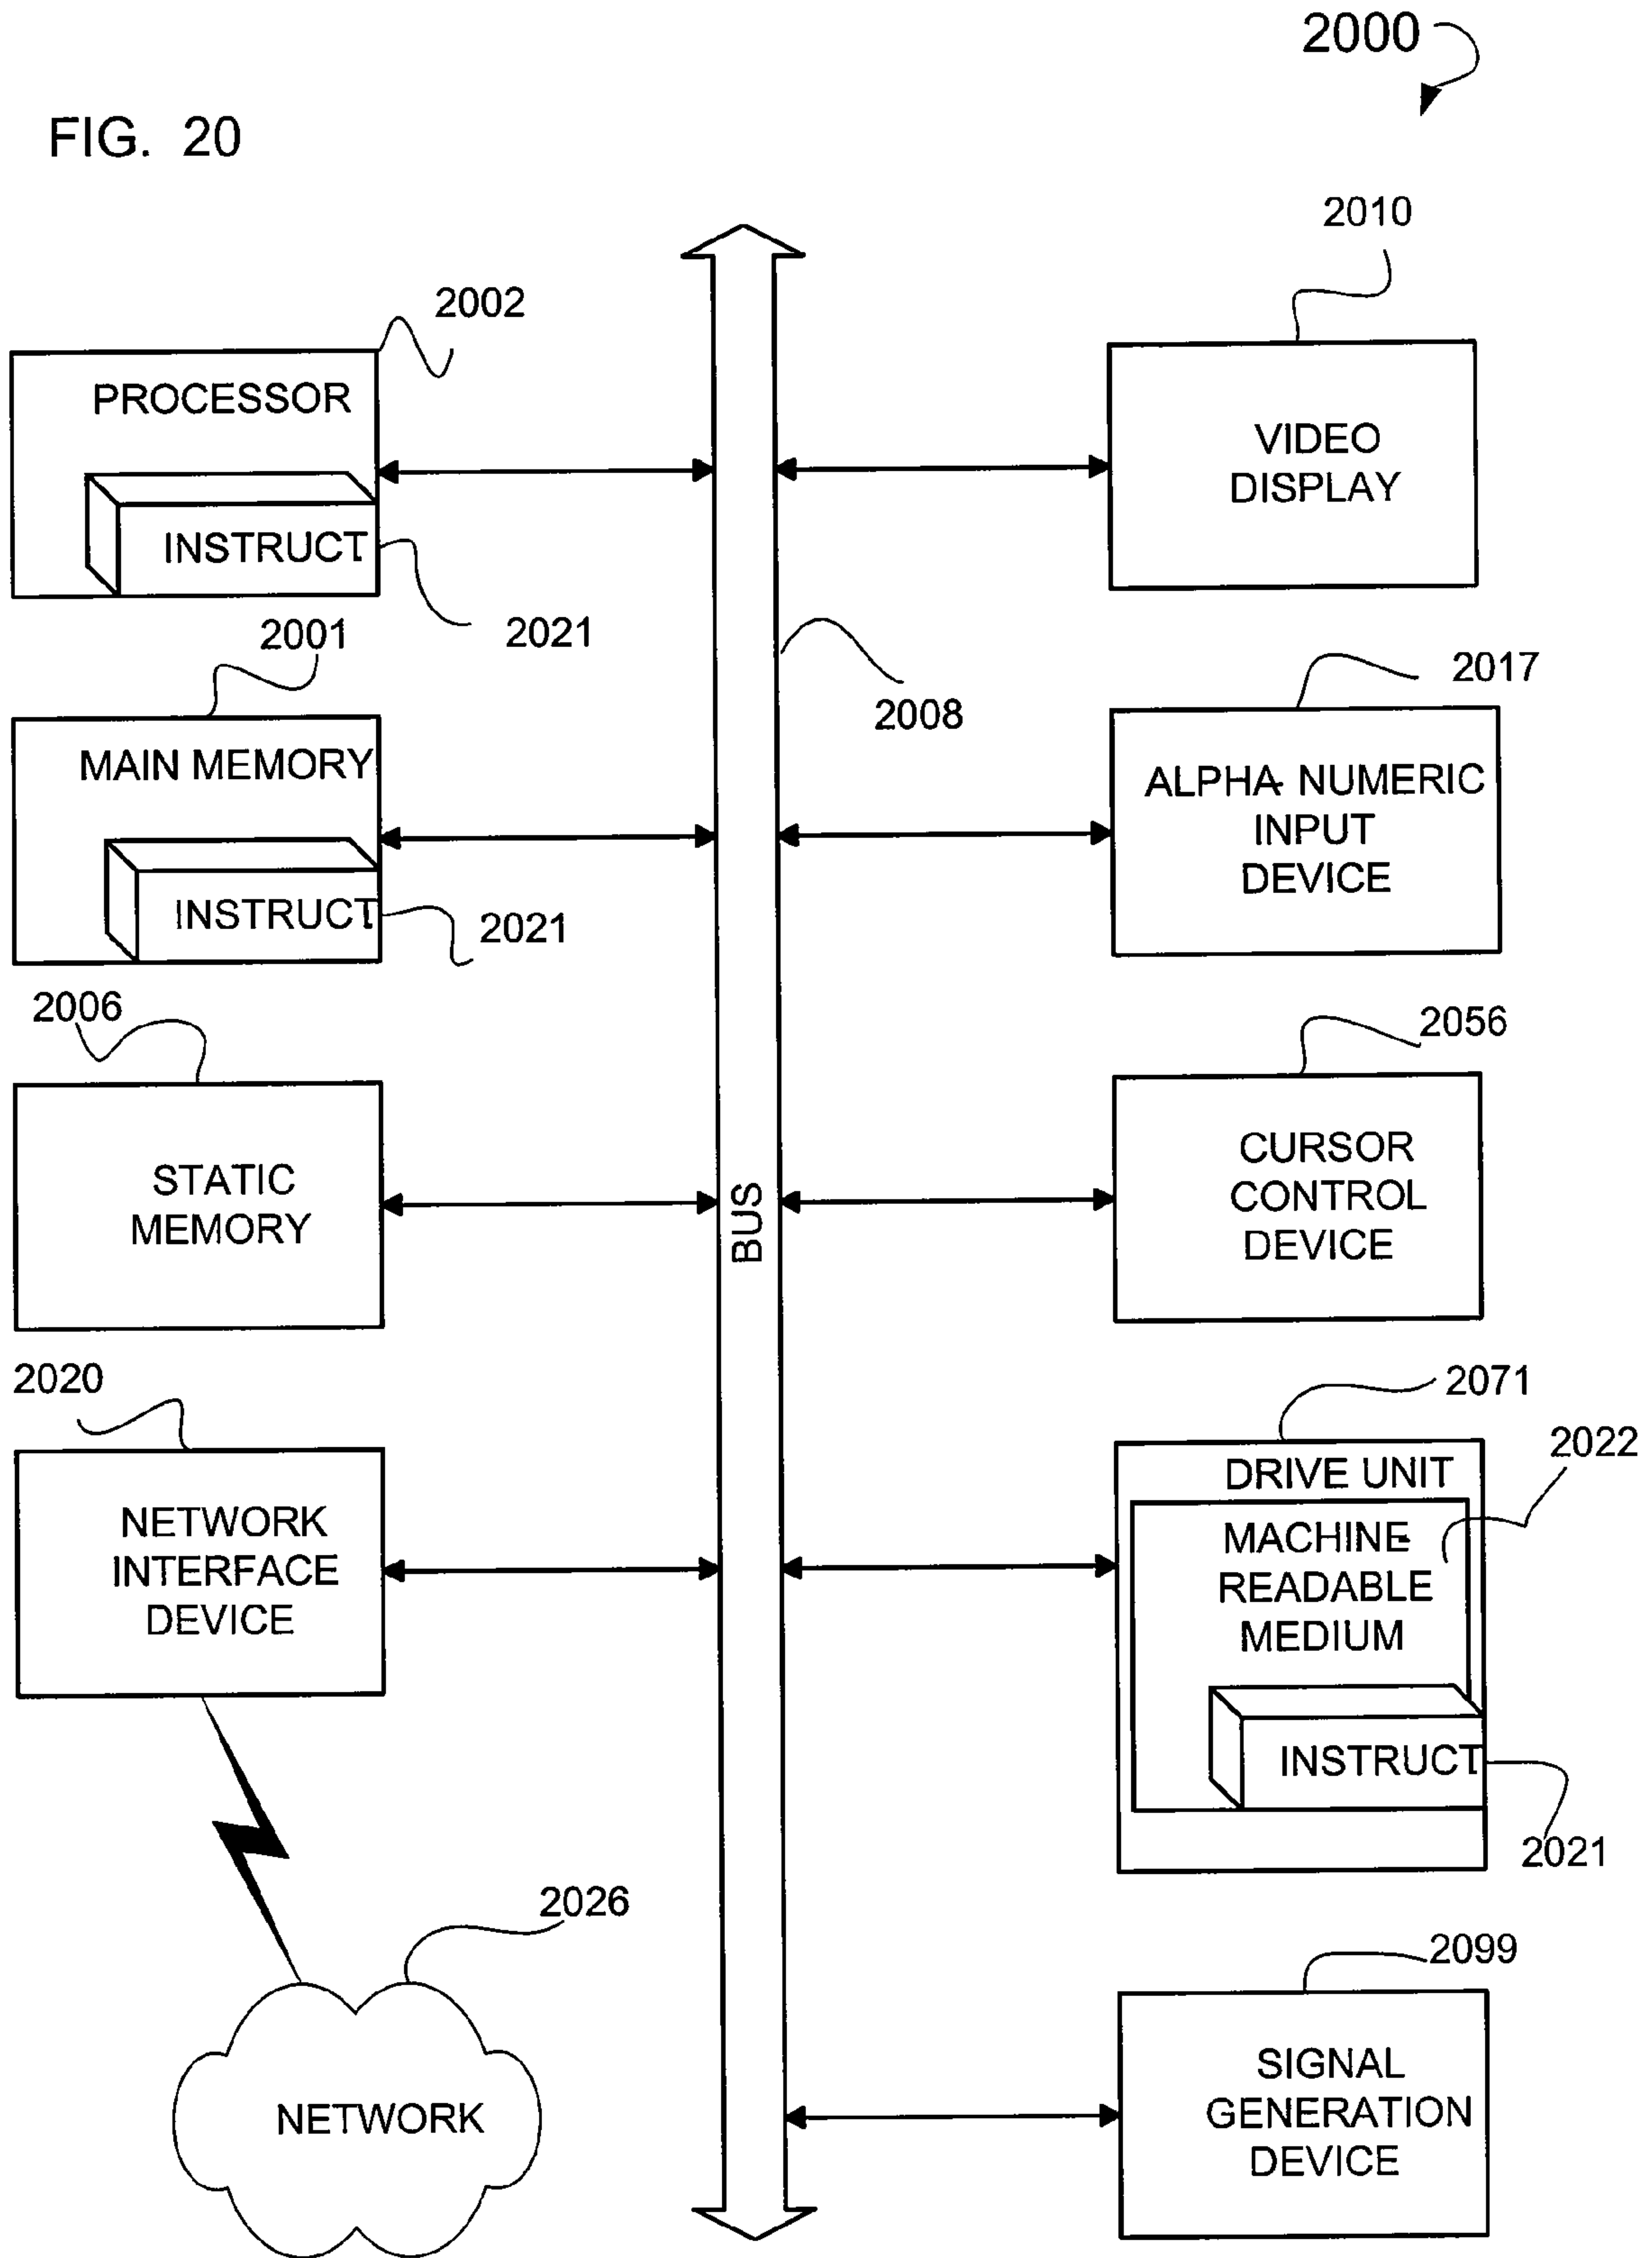 2000
FIG. 20
2010
2002
PROCESSOR
VIDEO
DISPLAY
INSTRUCT.
2021
2001
2017
2008
MAIN MEMORY
ALPHA-NUMERIC
INPUT
DEVICE
INSTRUCT.
2021
2006
2056
STATIC
MEMORY
CURSOR
CONTROL
DEVICE
BUS
2020
2071
2022
DRIVE UNIT
NETWORK
INTERFACE
DEVICE
MACHINE-
READABLE
MEDIUM
INSTRUCT.
2021
2026
2099
NETWORK
SIGNAL
GENERATION
DEVICE